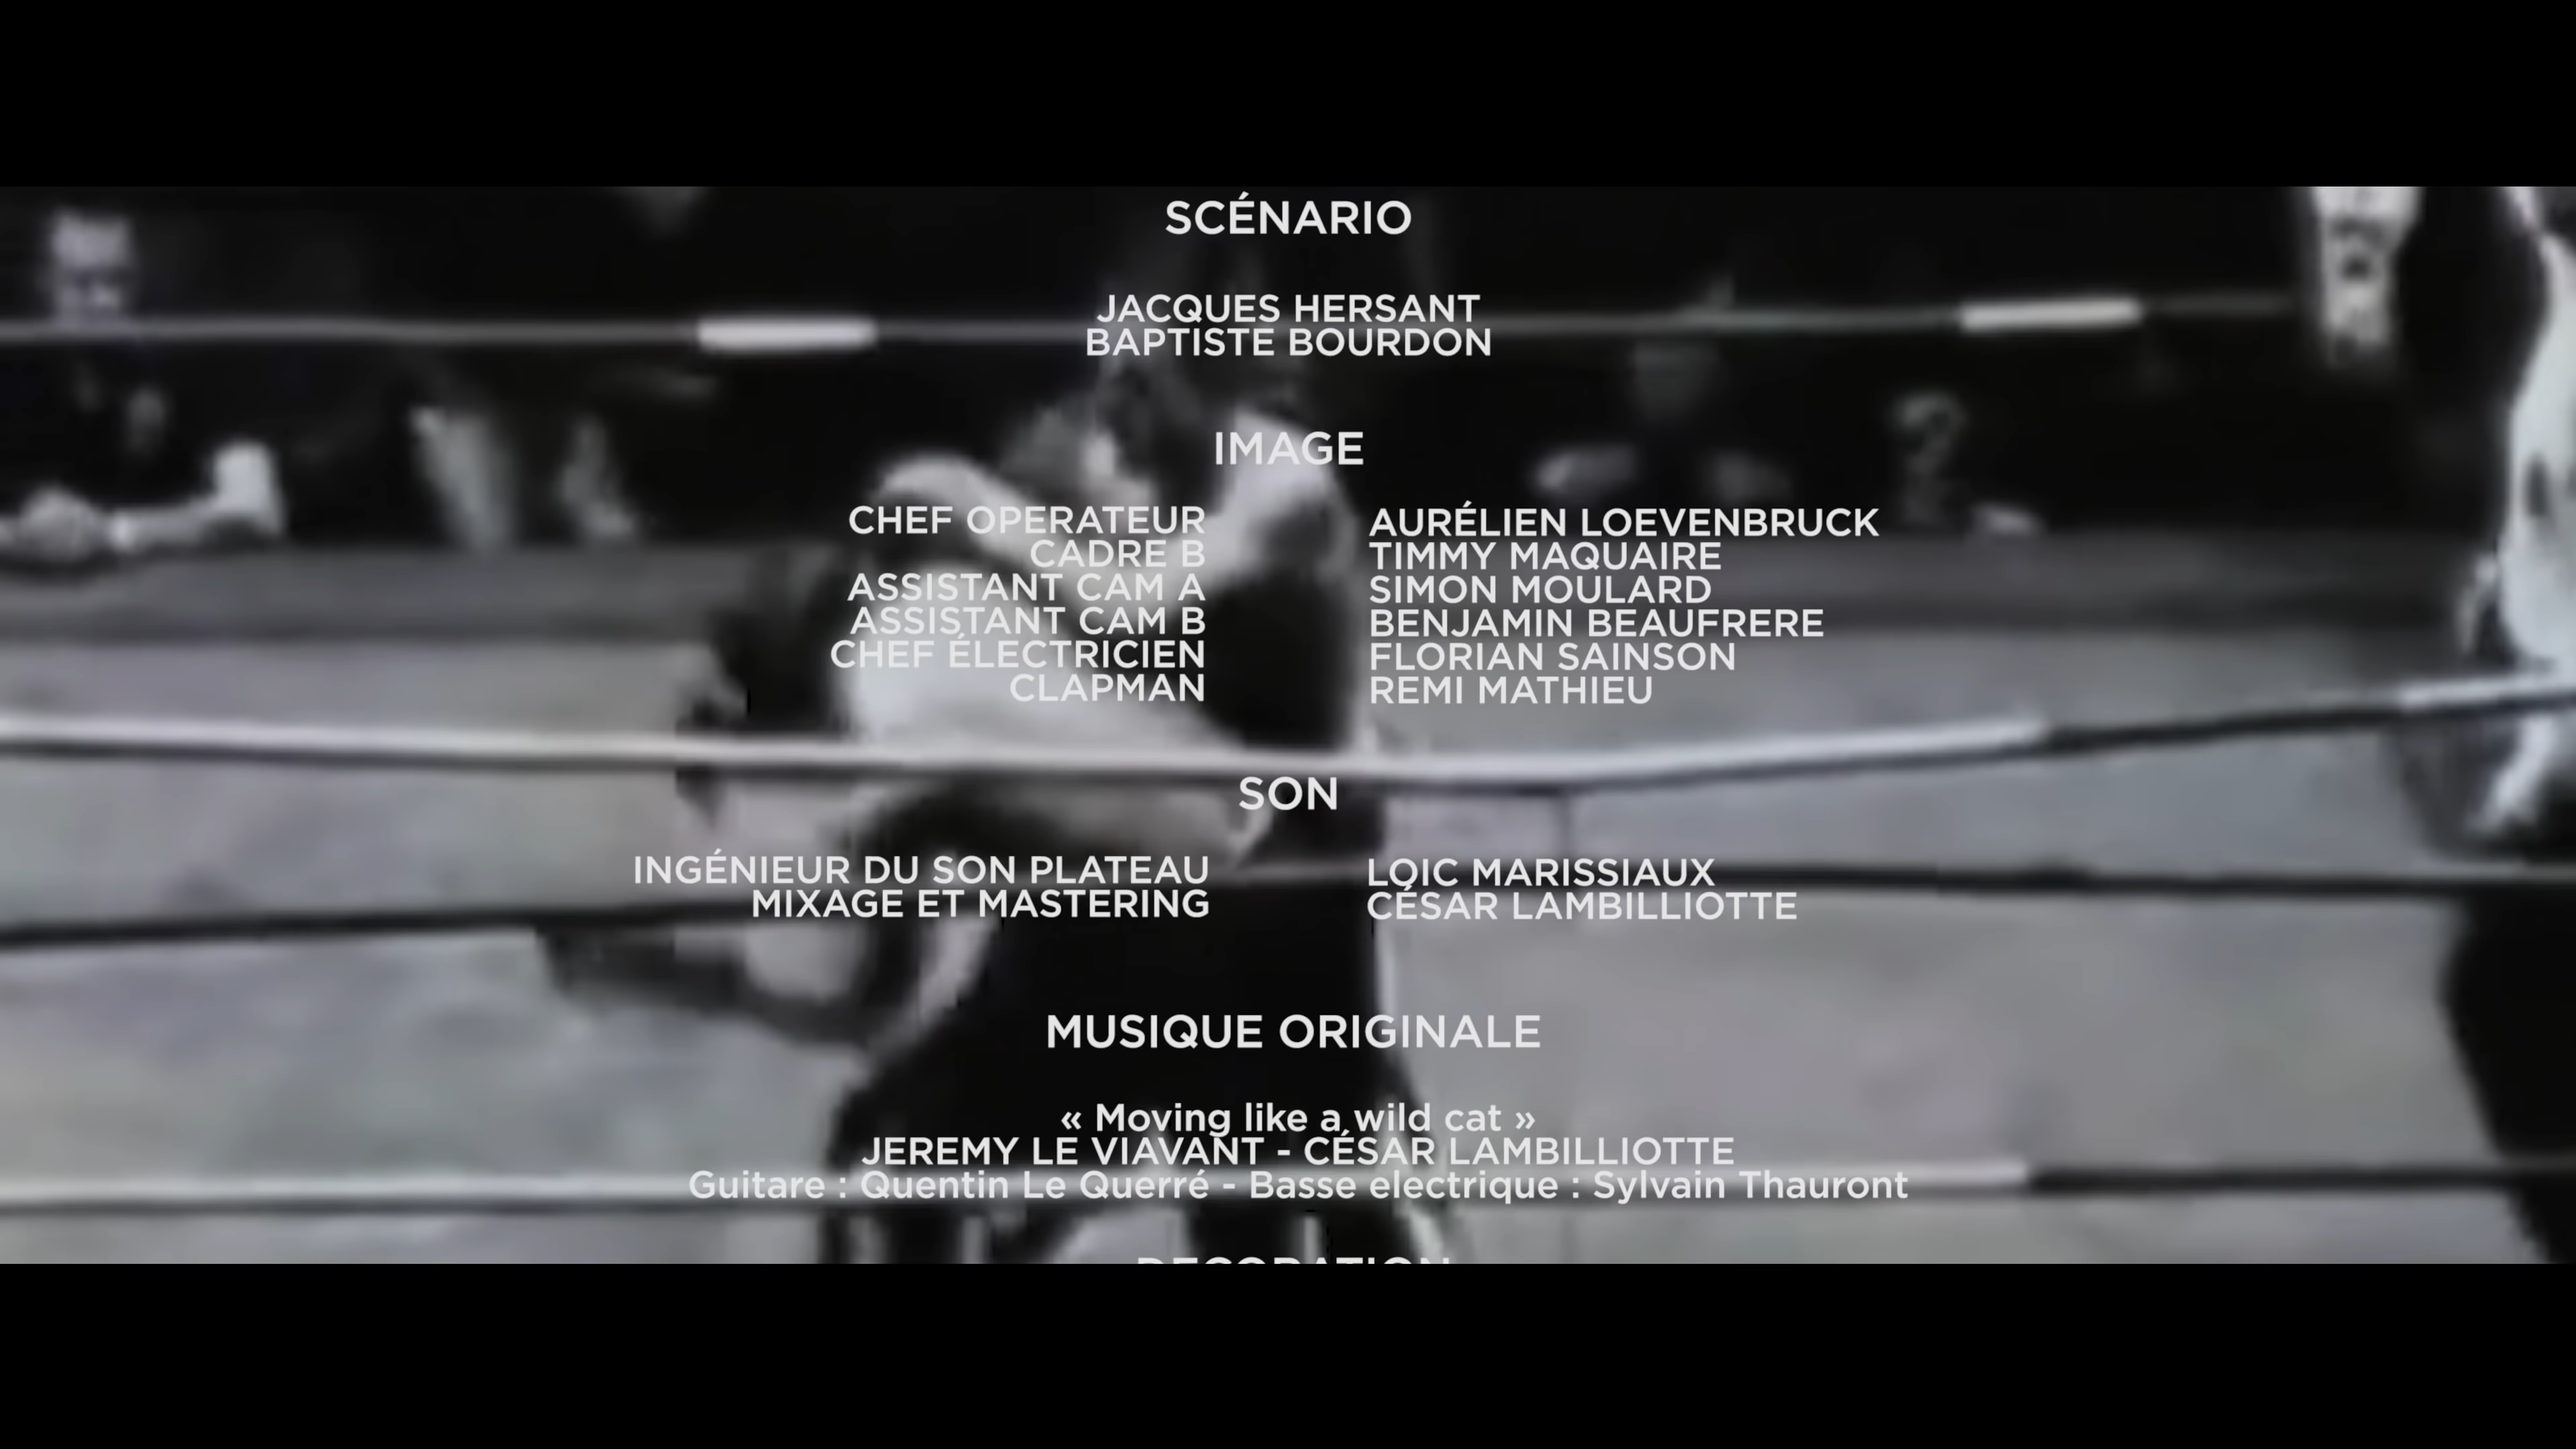 SCÉNARIO
JACQUES HERSANT
BAPTISTE BOURDON
IMAGE
CHEF OPERATEUR AURÉLIEN LOEVENBRUCK
CADRE B TIMMY MAQUAIRE
ASSISTANT CAM A SIMON MOULARD
ASSISTANT CAM B BENJAMIN BEAUFRERE
CHEF ÉLECTRICIEN FLORIAN SAINSON
CLAPMAN REMI MATHIEU
SON
INGÉNIEUR DU SON PLATEAU LOIC MARISSIAUX
MIXAGE ET MASTERING CÉSAR LAMBILLIOTTE
MUSIQUE ORIGINALE
« Moving like a wild cat »
JEREMY LE VIAVANT - CÉSAR LAMBILLIOTTE
Guitare : Quentin Le Querré - Basse electrique : Sylvain Thauront
DECORATION